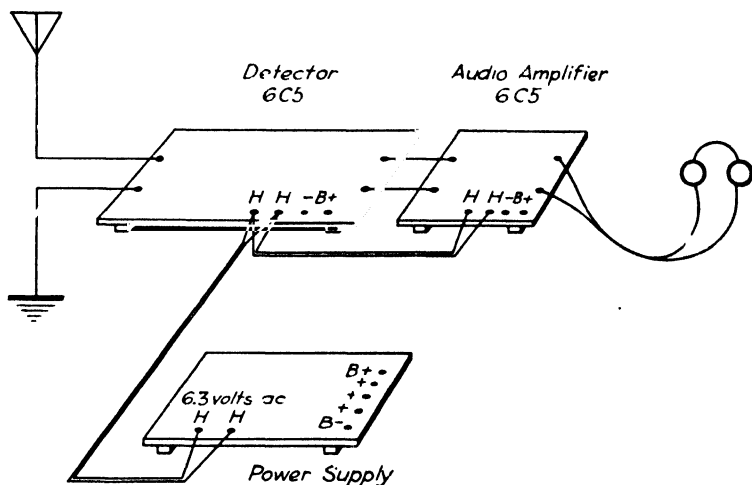 Detector
6C5
Audio Amplifier
6C5
H H -B+
H H-B+
B+
+
+
+
B-
6.3 volts ac
H H
Power Supply